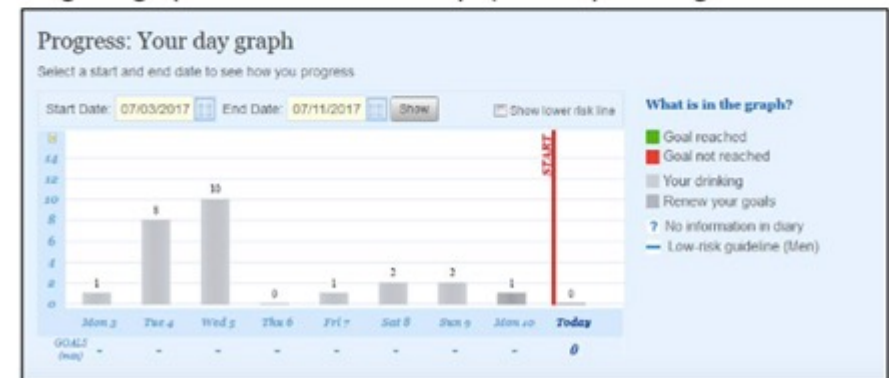 Progress: Your day graph
Select a start and end date to see how you progress
Start Date: 07/03/2017 End Date: 07/11/2017 Show Show lower risk line
What is in the graph?
Goal reached
Goal not reached
Your drinking
Renew your goals
? No information in diary
Low-risk guideline (Men)
START
14
12
10
8
6
4
2
0
1 8 10 0 1 2 2 1 0
Mon 3 Tue 4 Wed 5 Thu 6 Fri 7 Sat 8 Sun 9 Mon 10 Today
GOALS
(max) - - - - - - - - 0